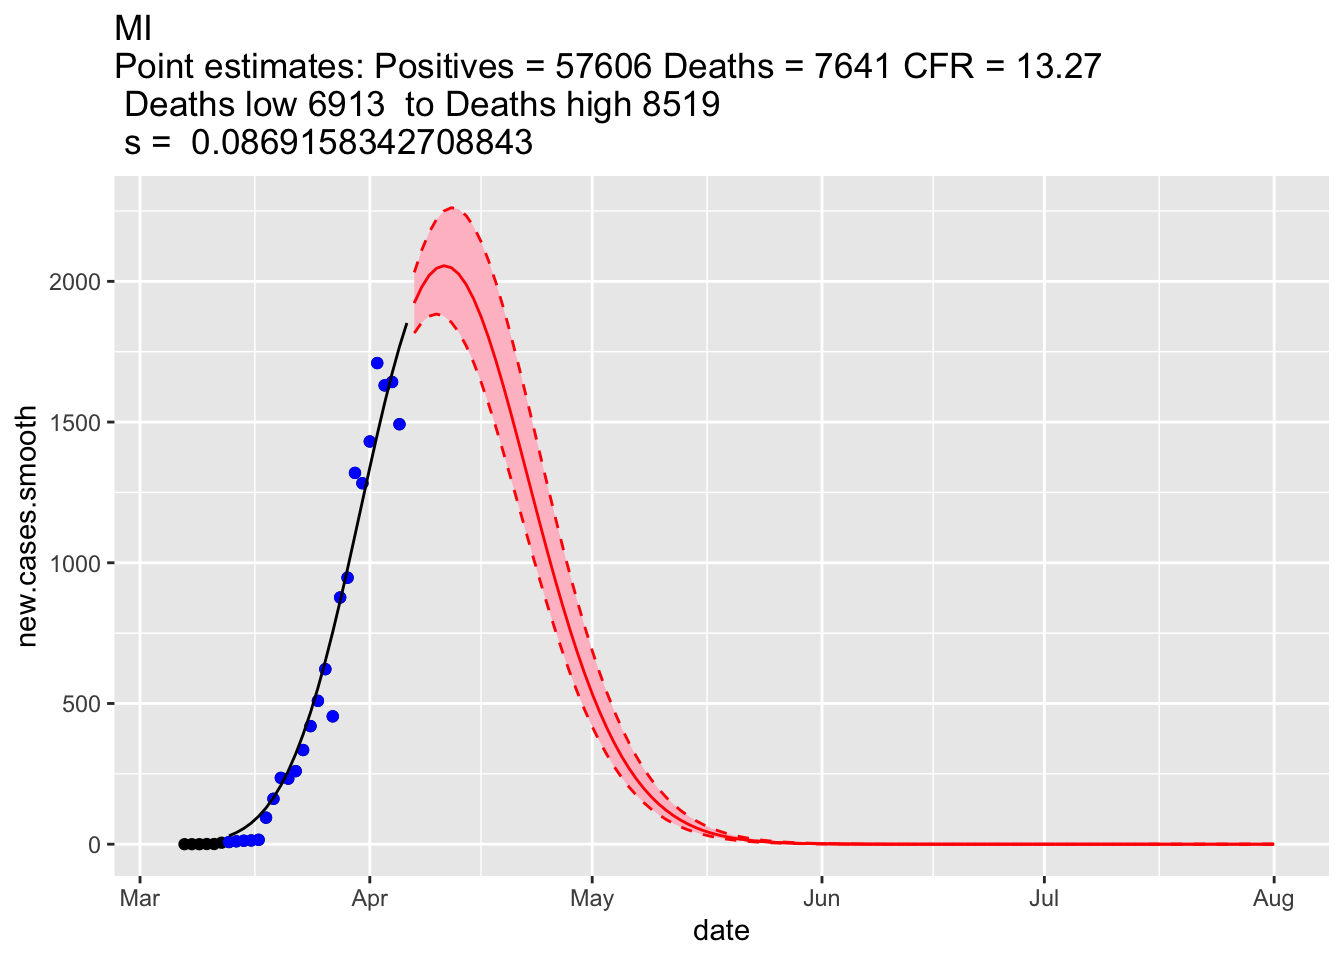 MI
Point estimates: Positives = 57606 Deaths = 7641 CFR = 13.27
Deaths low 6913  to Deaths high 8519
s =  0.0869158342708843
2000
1500
1000
500
0
new.cases.smooth
Mar Apr May Jun Jul Aug
date